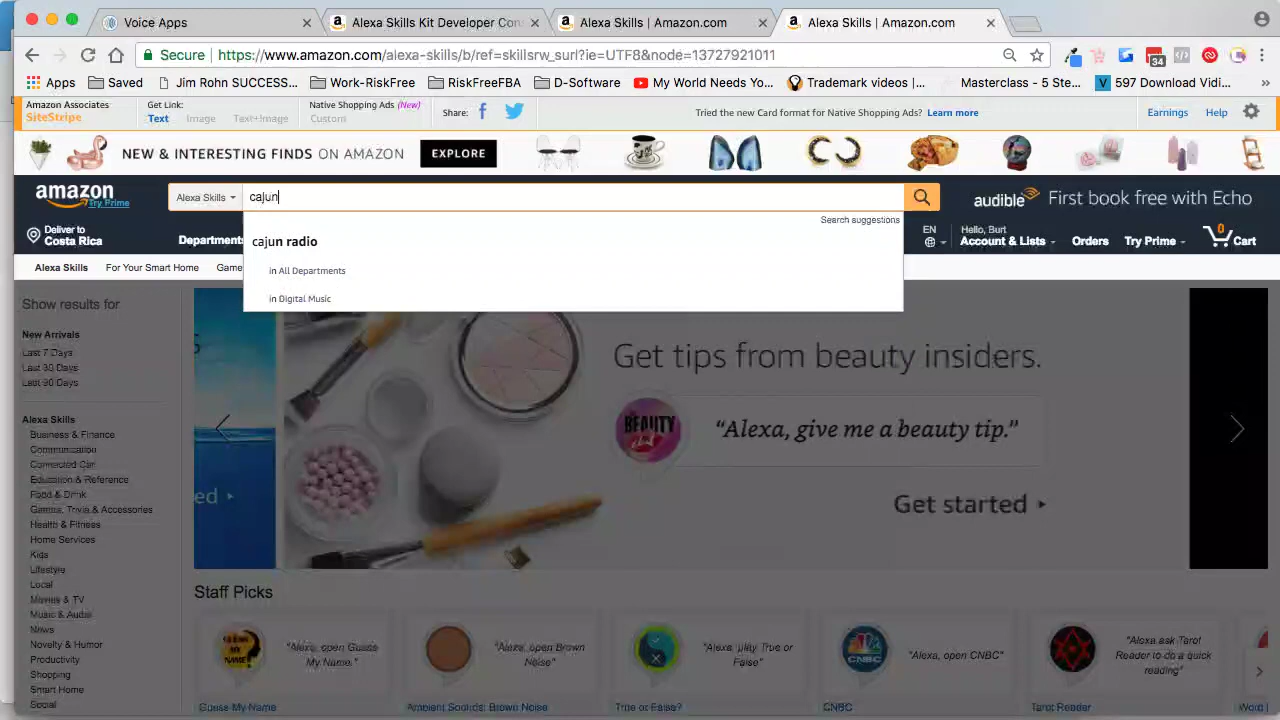 Voice Apps
Alexa Skills Kit Developer Con
Alexa Skills | Amazon.com
Alexa Skills | Amazon.com
Secure
https://www.amazon.com/alexa-skills/b/ref=skillsrw_surl?ie=UTF8&node=13727921011
34
Apps
Saved
Jim Rohn SUCCESS...
Work-RiskFree
RiskFreeFBA
D-Software
My World Needs Yo...
Trademark videos |...
Masterclass - 5 Ste...
597 Download Vidi...
»
Amazon Associates
SiteStripe
Get Link:
Text
Image
Text+Image
Native Shopping Ads (New)
Custom
Share:
Tried the new Card format for Native Shopping Ads? Learn more
Earnings
Help
NEW & INTERESTING FINDS ON AMAZON
EXPLORE
amazon
Try Prime
Alexa Skills
cajun
audible
First book free with Echo
Deliver to
Costa Rica
Departments
Search suggestions
cajun radio
in All Departments
in Digital Music
EN
Hello, Burt
Account & Lists
Orders
Try Prime
0
Cart
Alexa Skills
For Your Smart Home
Game
Show results for
New Arrivals
Last 7 Days
Last 30 Days
Last 90 Days
Alexa Skills
Business & Finance
Communication
Connected Car
Education & Reference
Food & Drink
Games, Trivia & Accessories
Health & Fitness
Home Services
Kids
Lifestyle
Local
Movies & TV
Music & Audio
News
Novelty & Humor
Productivity
Shopping
Smart Home
Social
Get tips from beauty insiders.
BEAUTY
“Alexa, give me a beauty tip.”
Get started
Staff Picks
"Alexa, open Guess
My Name."
Guess My Name
"Alexa, open Brown
Noise"
Ambient Sounds: Brown Noise
"Alexa, play True or
False"
True or False?
CNBC
"Alexa, open CNBC"
CNBC
"Alexa ask Tarot
Reader to do a
quick reading"
Tarot Reader